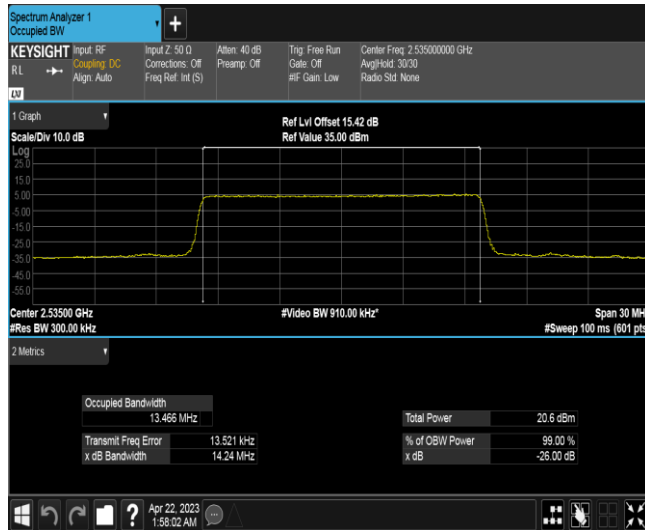 Spectrum Analyzer 1
Occupied BW
KEYSIGHT
RL
LXI
Input: RF
Coupling: DC
Align: Auto
Input Z: 50 Ω
Corrections: Off
Freq Ref: Int (S)
Atten: 40 dB
Preamp: Off
Trig: Free Run
Gate: Off
#IF Gain: Low
Center Freq: 2.535000000 GHz
Avg|Hold: 30/30
Radio Std: None
1 Graph
Scale/Div 10.0 dB
Ref Lvl Offset 15.42 dB
Ref Value 35.00 dBm
Log
25.0
15.0
5.00
-5.00
-15.0
-25.0
-35.0
-45.0
-55.0
Center 2.53500 GHz
#Video BW 910.00 kHz*
Span 30 MH
#Res BW 300.00 kHz
#Sweep 100 ms (601 pts
2 Metrics
Occupied Bandwidth
13.466 MHz
Total Power 20.6 dBm
Transmit Freq Error 13.521 kHz
% of OBW Power 99.00 %
x dB Bandwidth 14.24 MHz
x dB -26.00 dB
?
Apr 22, 2023
1:58:02 AM